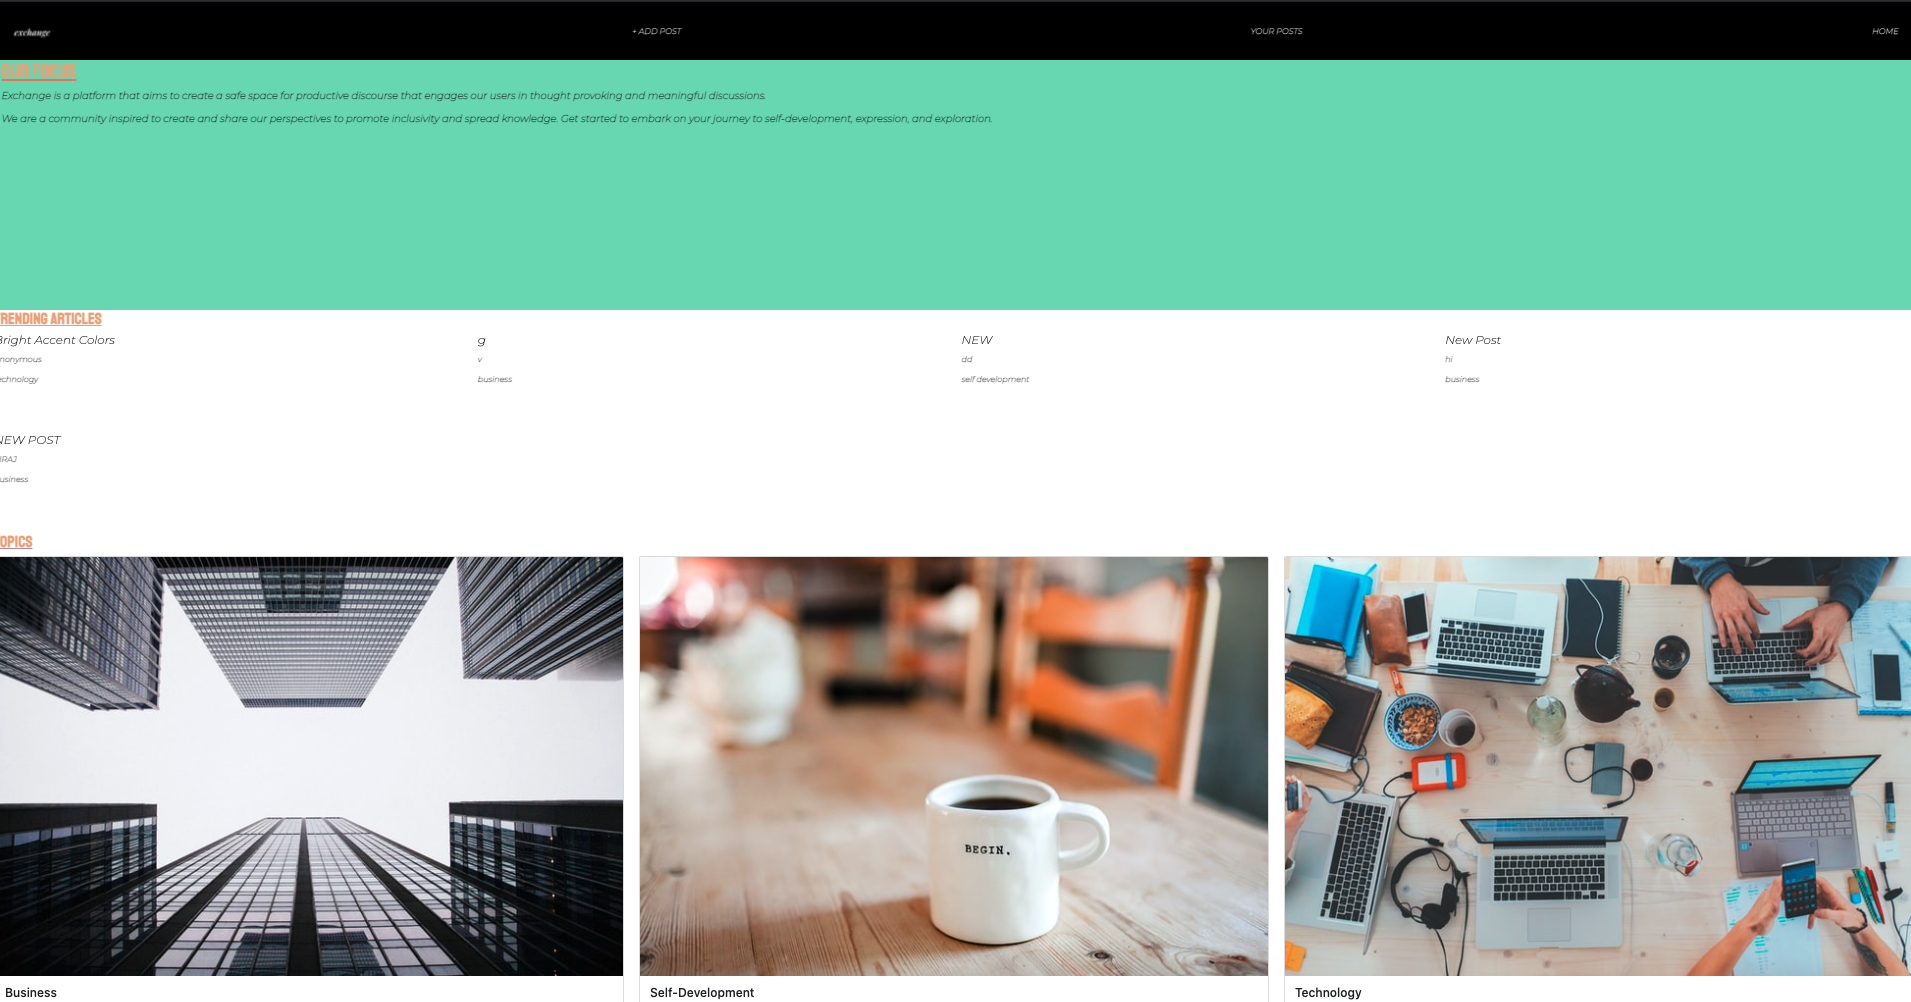 exchange
+ ADD POST
YOUR POSTS
HOME
OUR FOCUS
Exchange is a platform that aims to create a safe space for productive discourse that engages our users in thought provoking and meaningful discussions.
We are a community inspired to create and share our perspectives to promote inclusivity and spread knowledge. Get started to embark on your journey to self-development, expression, and exploration.
TRENDING ARTICLES
Bright Accent Colors
nonymous
echnology
g
v
business
NEW
dd
self development
New Post
hi
business
NEW POST
IRAJ
usiness
OPICS
BEGIN.
Business
Self-Development
Technology